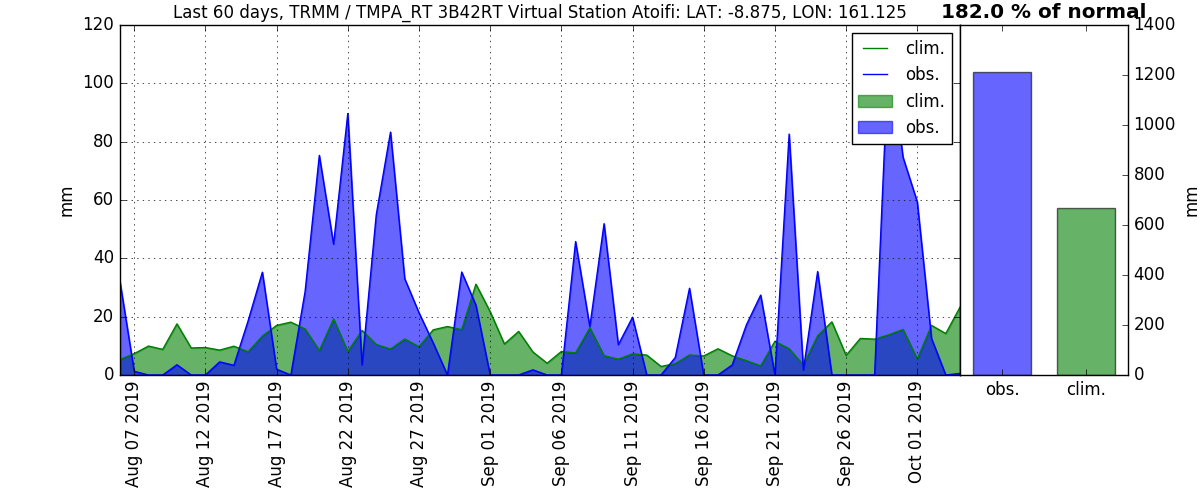 Last 60 days, TRMM / TMPA_RT 3B42RT Virtual Station Atoifi: LAT: -8.875, LON: 161.125
182.0 % of normal
120
100
80
60
40
20
0
mm
clim.
obs.
clim.
obs.
Aug 07 2019
Aug 12 2019
Aug 17 2019
Aug 22 2019
Aug 27 2019
Sep 01 2019
Sep 06 2019
Sep 11 2019
Sep 16 2019
Sep 21 2019
Sep 26 2019
Oct 01 2019
1400
1200
1000
800
600
400
200
0
mm
obs.
clim.